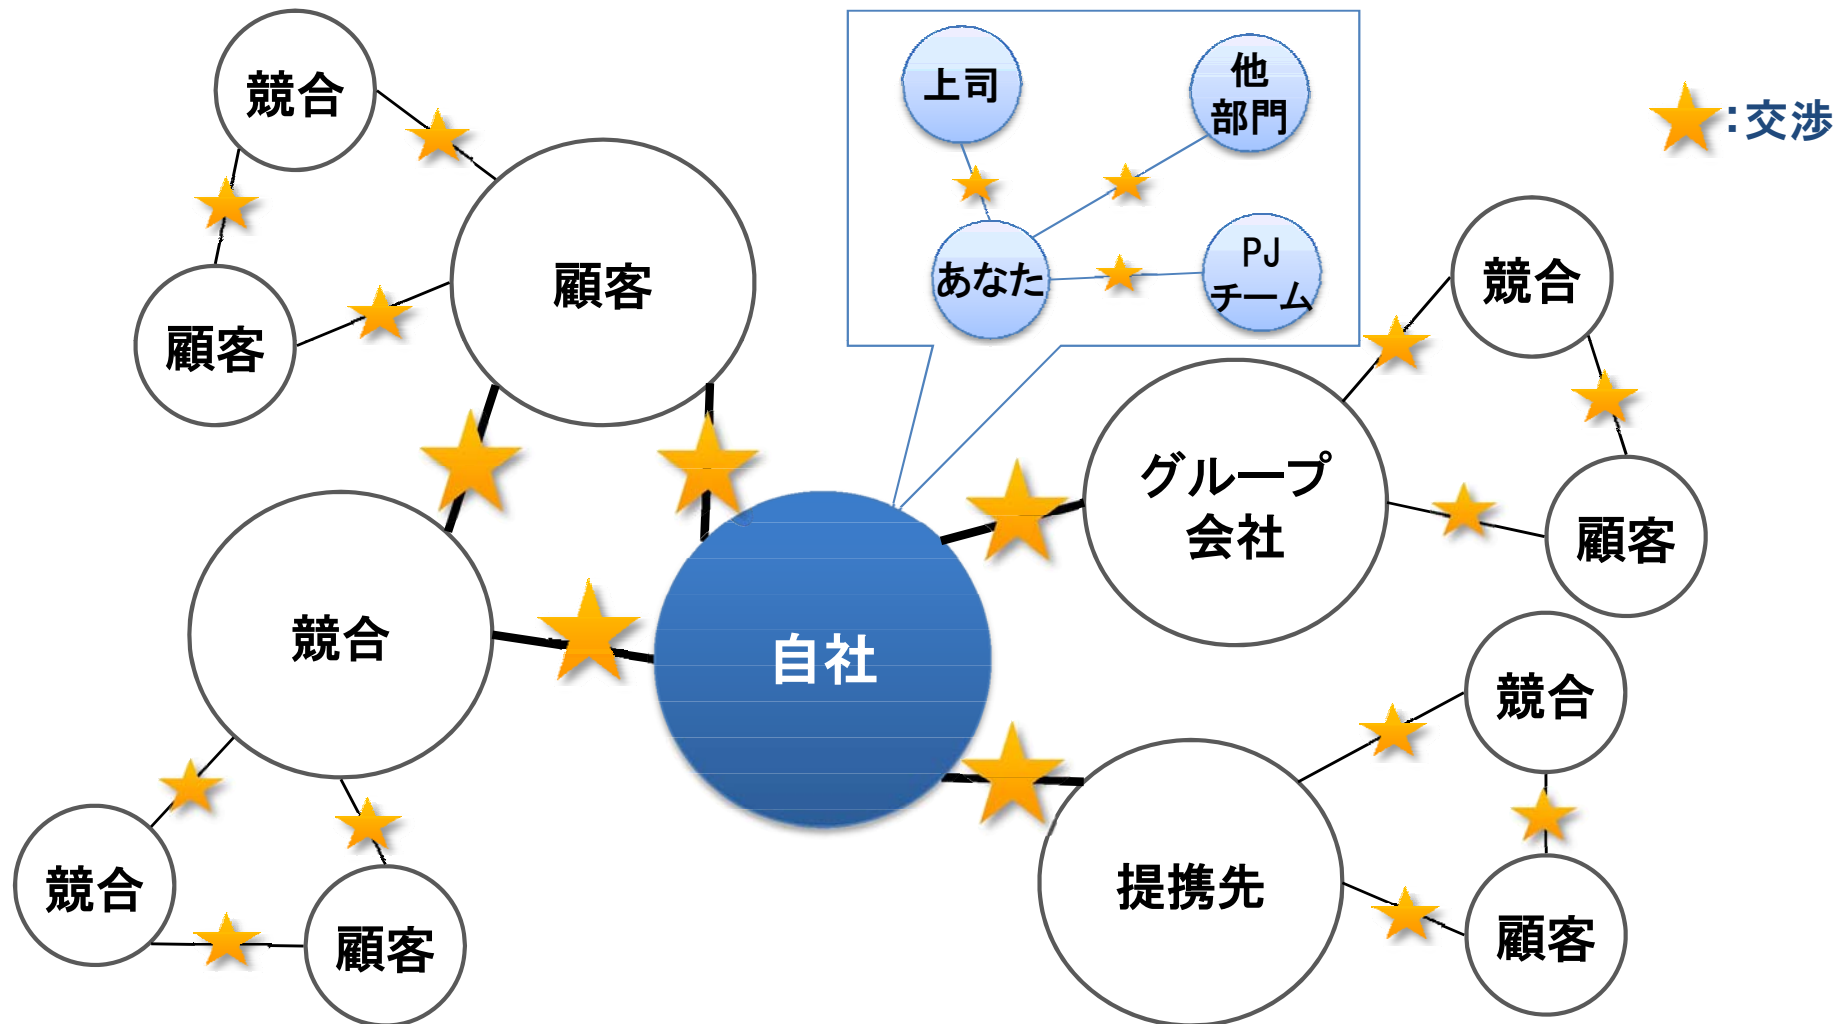 競合
上司
他
部門
：交渉
顧客
あなた
PJ
チーム
競合
顧客
グループ
会社
顧客
競合
自社
競合
競合
顧客
提携先
顧客